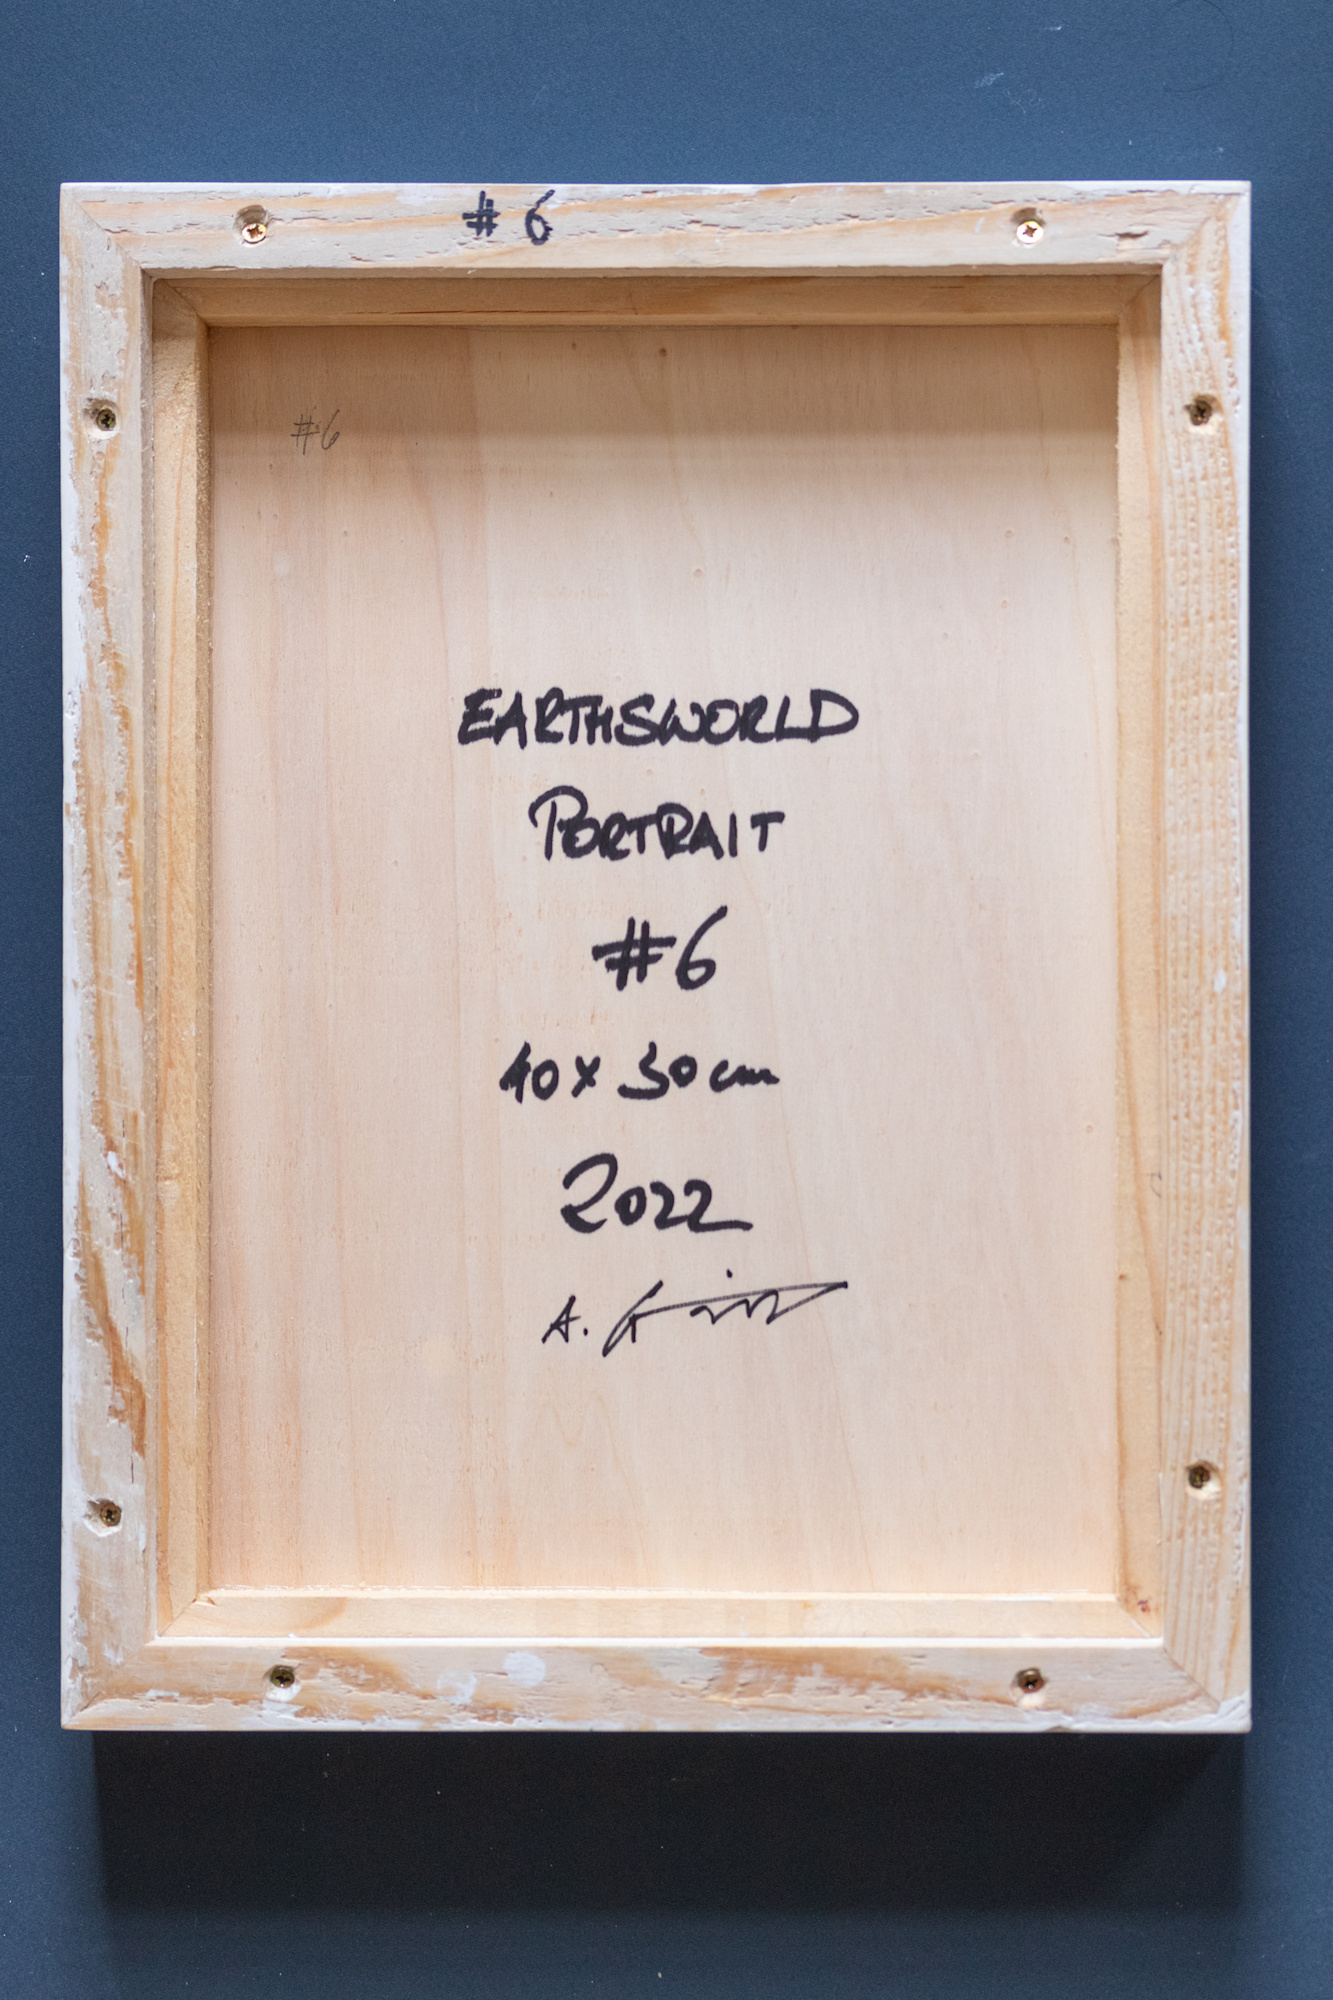 # 6
#6
EARTHSWORLD
PORTRAIT
#6
40 x 30 cm
2022
A.